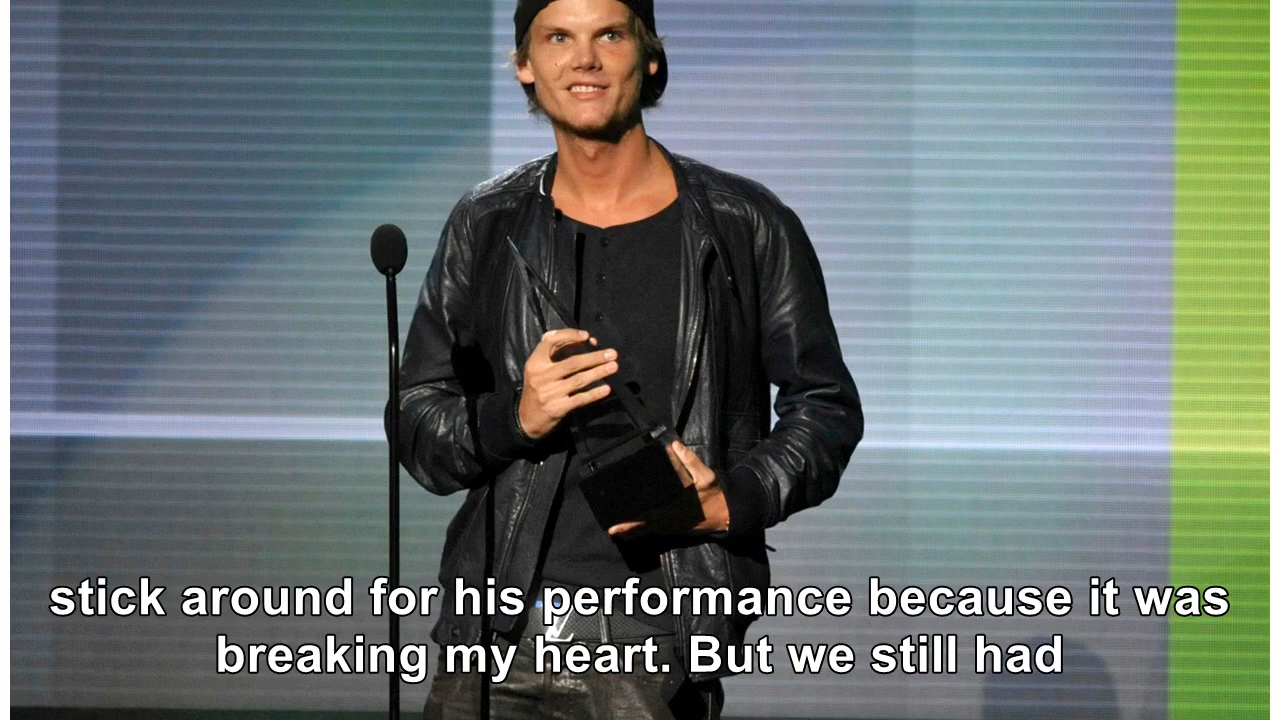 stick around for his performance because it was
breaking my heart. But we still had